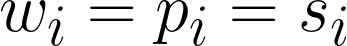 $w_i = p_i = s_i$